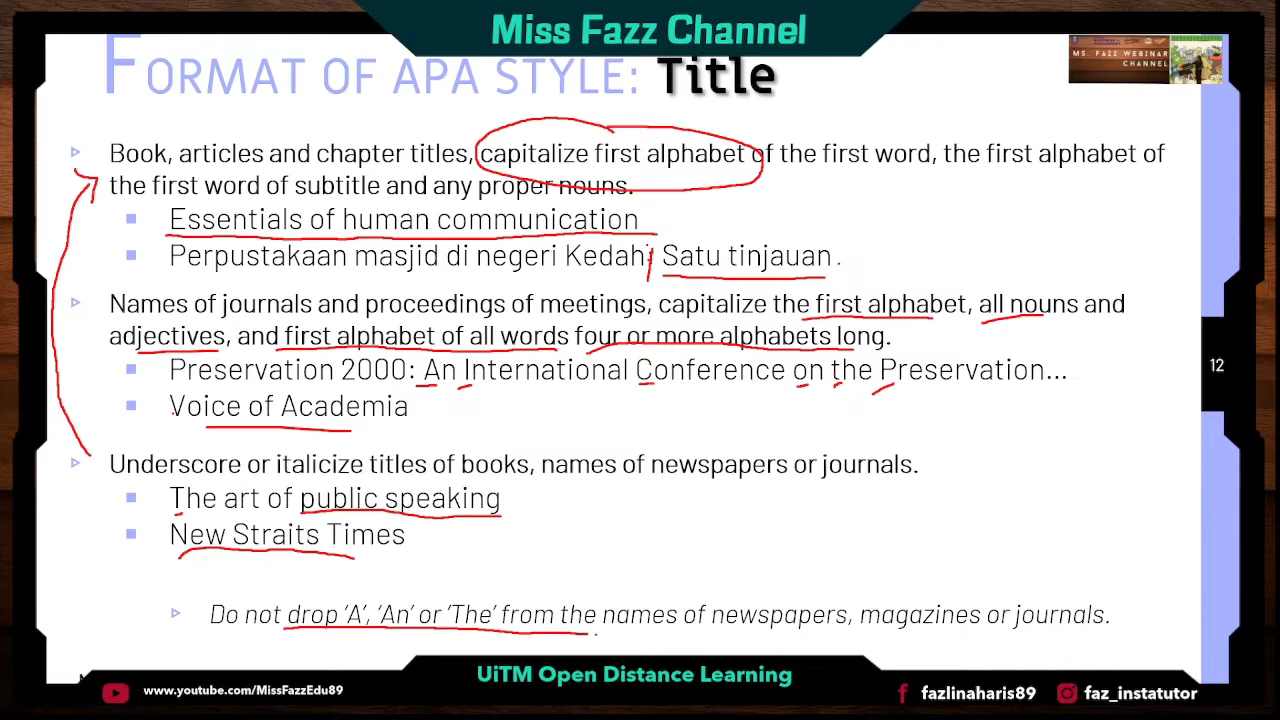 Miss Fazz Channel
FORMAT OF APA STYLE: Title
MS. FAZZ WEBINAR
CHANNEL
Book, articles and chapter titles, capitalize first alphabet of the first word, the first alphabet of
the first word of subtitle and any proper nouns.
Essentials of human communication
Perpustakaan masjid di negeri Kedah: Satu tinjauan
Names of journals and proceedings of meetings, capitalize the first alphabet, all nouns and
adjectives, and first alphabet of all words four or more alphabets long.
Preservation 2000: An International Conference on the Preservation...
12
Voice of Academia
Underscore or italicize titles of books, names of newspapers or journals.
The art of public speaking
New Straits Times
Do not drop ‘A’, ‘An’ or ‘The’ from the names of newspapers, magazines or journals.
UiTM Open Distance Learning
www.youtube.com/MissFazzEdu89
fazlinaharis89
faz_instatutor